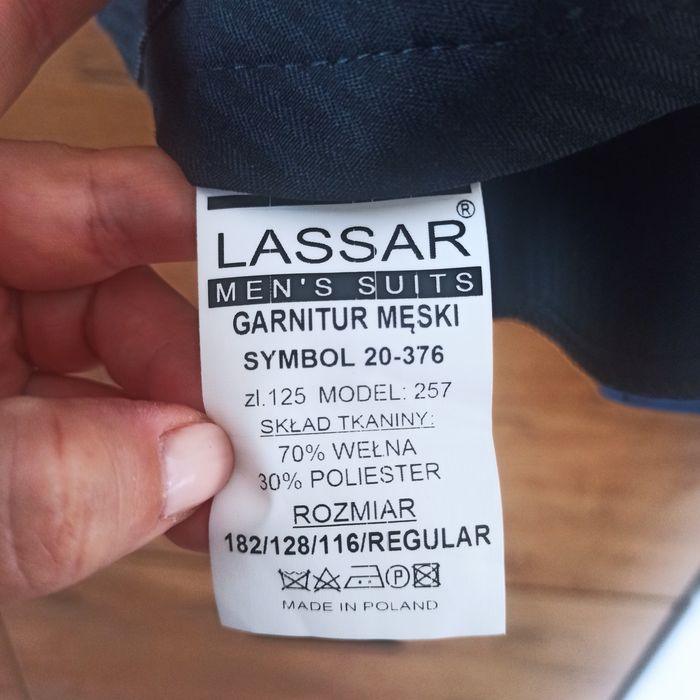 LASSAR®
MEN'S SUITS
GARNITUR MĘSKI
SYMBOL 20-376
zl.125 MODEL: 257
SKŁAD TKANINY:
70% WEŁNA
30% POLIESTER
ROZMIAR
182/128/116/REGULAR
P
MADE IN POLAND